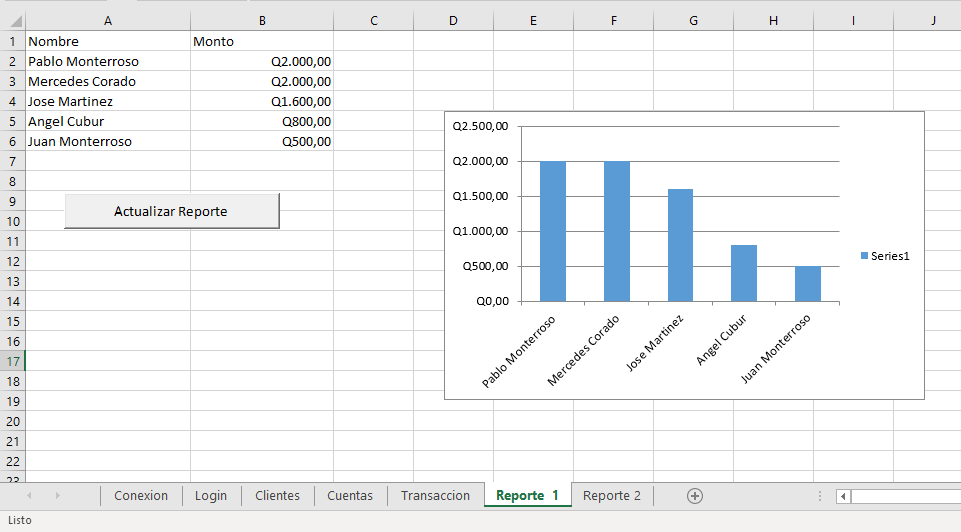 A B C D E F G H I J
1 Nombre Monto
2 Pablo Monterroso Q2.000,00
3 Mercedes Corado Q2.000,00
4 Jose Martinez Q1.600,00
5 Angel Cubur Q800,00
6 Juan Monterroso Q500,00
7
8
9
Actualizar Reporte
10
11
12
13
14
15
16
17
18
19
20
21
22
23
Q2.500,00
Q2.000,00
Q1.500,00
Q1.000,00
Q500,00
Q0,00
Series1
Pablo Monterroso
Mercedes Corado
Jose Martinez
Angel Cubur
Juan Monterroso
Conexion Login Clientes Cuentas Transaccion Reporte 1 Reporte 2
Listo